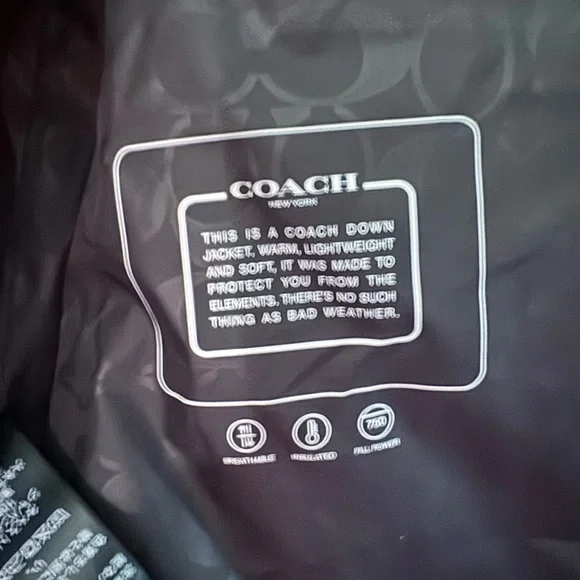 COACH
NEW YORK
THIS IS A COACH DOWN
JACKET, WARM, LIGHTWEIGHT
AND SOFT, IT WAS MADE TO
PROTECT YOU FROM THE
ELEMENTS, THERE'S NO SUCH
THING AS BAD WEATHER.
750
BREATHABLE INSULATED FILL POWER